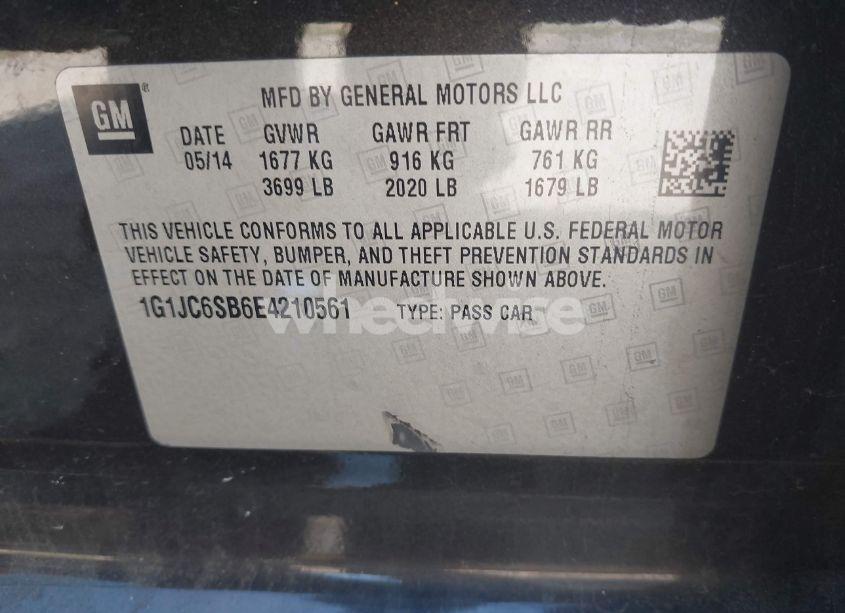 GM ®
MFD BY GENERAL MOTORS LLC
DATE GVWR GAWR FRT GAWR RR
05/14 1677 KG 916 KG 761 KG
3699 LB 2020 LB 1679 LB
THIS VEHICLE CONFORMS TO ALL APPLICABLE U.S. FEDERAL MOTOR
VEHICLE SAFETY, BUMPER, AND THEFT PREVENTION STANDARDS IN
EFFECT ON THE DATE OF MANUFACTURE SHOWN ABOVE.
1G1JC6SB6E4210561 TYPE: PASS CAR
wheelwise